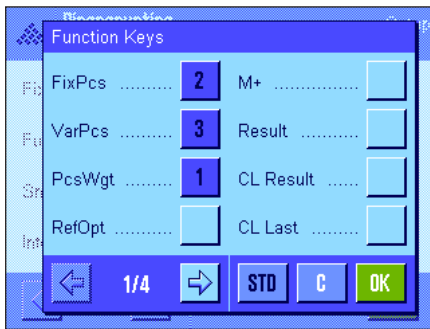 Function Keys
FixPcs .......... 2
M+ ................
VarPcs .......... 3
Result .............
PcsWgt ......... 1
CL Result ......
RefOpt ..........
CL Last ..........
1/4 STD C OK